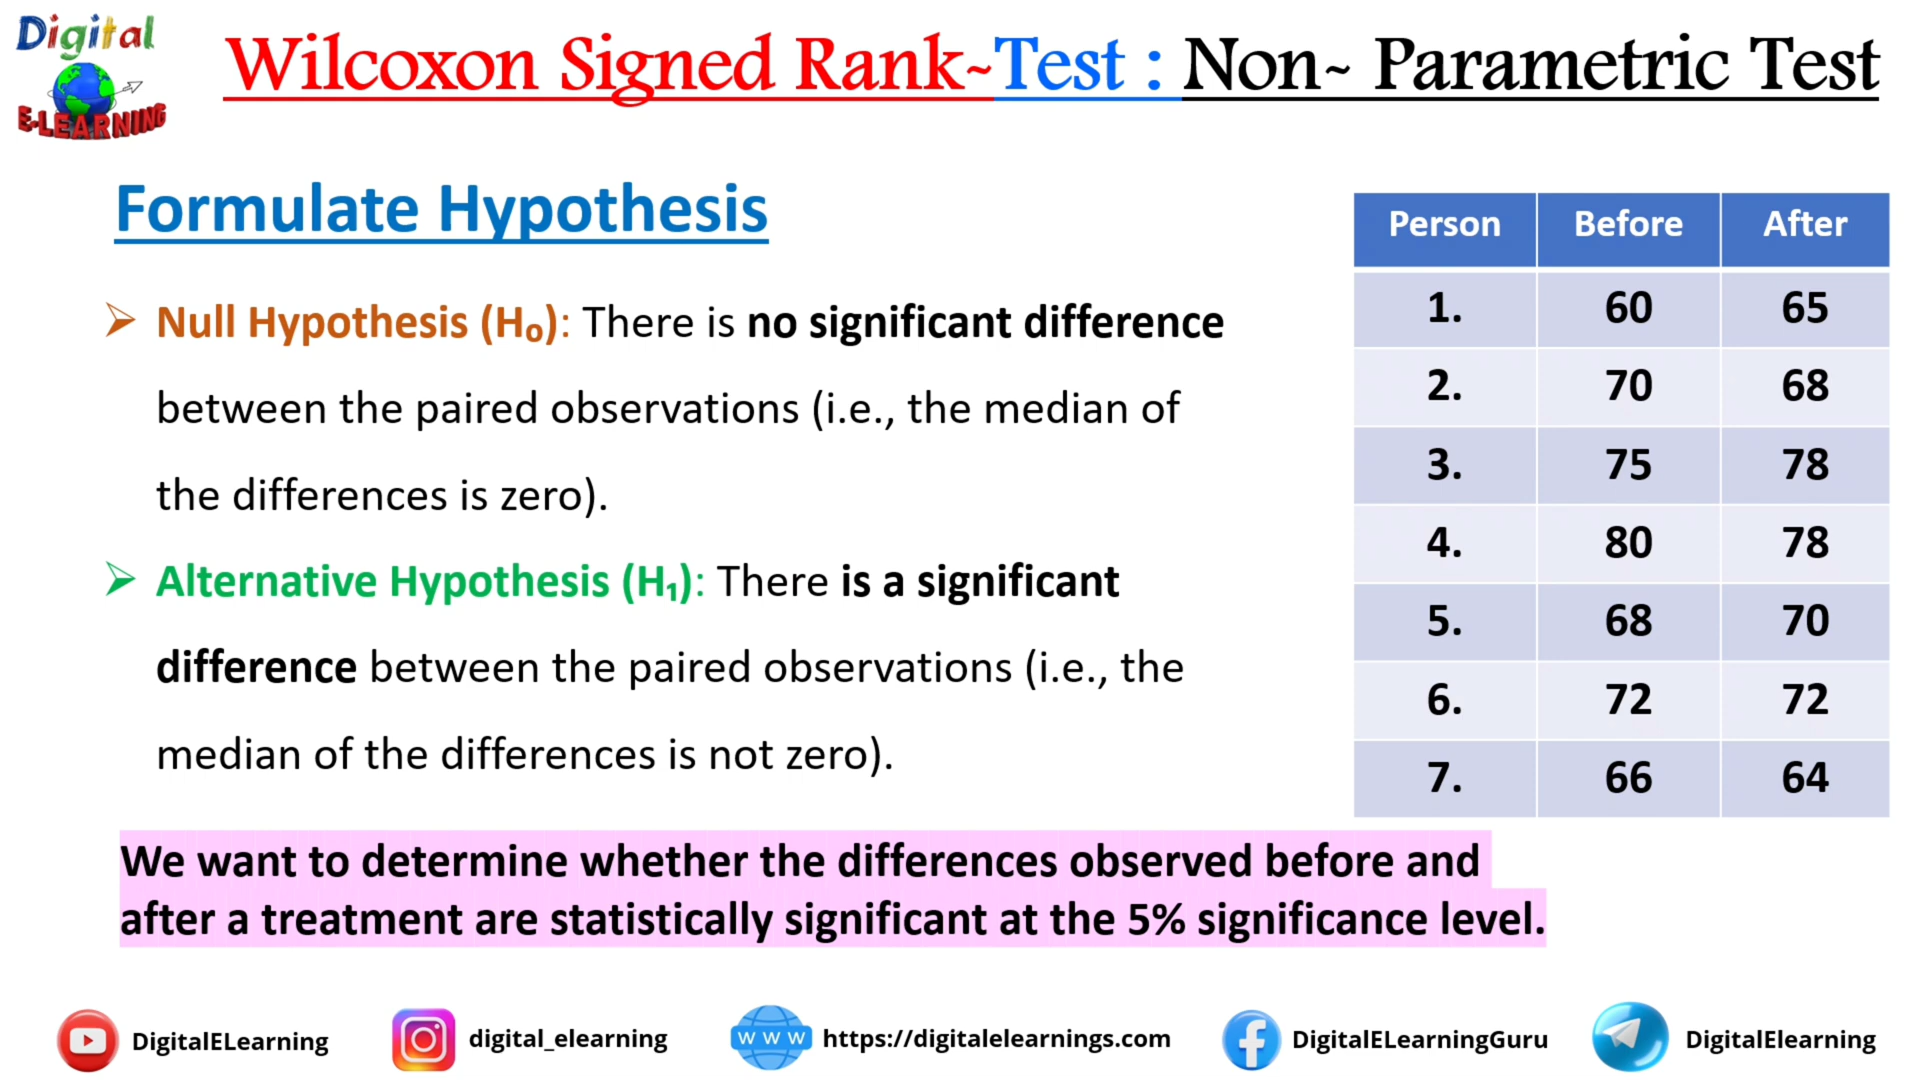 Digital
E-LEARNING
Wilcoxon Signed Rank-Test : Non- Parametric Test
Formulate Hypothesis
➢ Null Hypothesis (H₀): There is no significant difference
between the paired observations (i.e., the median of
the differences is zero).
➢ Alternative Hypothesis (H₁): There is a significant
difference between the paired observations (i.e., the
median of the differences is not zero).
Person Before After
1. 60 65
2. 70 68
3. 75 78
4. 80 78
5. 68 70
6. 72 72
7. 66 64
We want to determine whether the differences observed before and
after a treatment are statistically significant at the 5% significance level.
DigitalELearning digital_elearning WWW https://digitalelearnings.com DigitalELearningGuru DigitalElearning